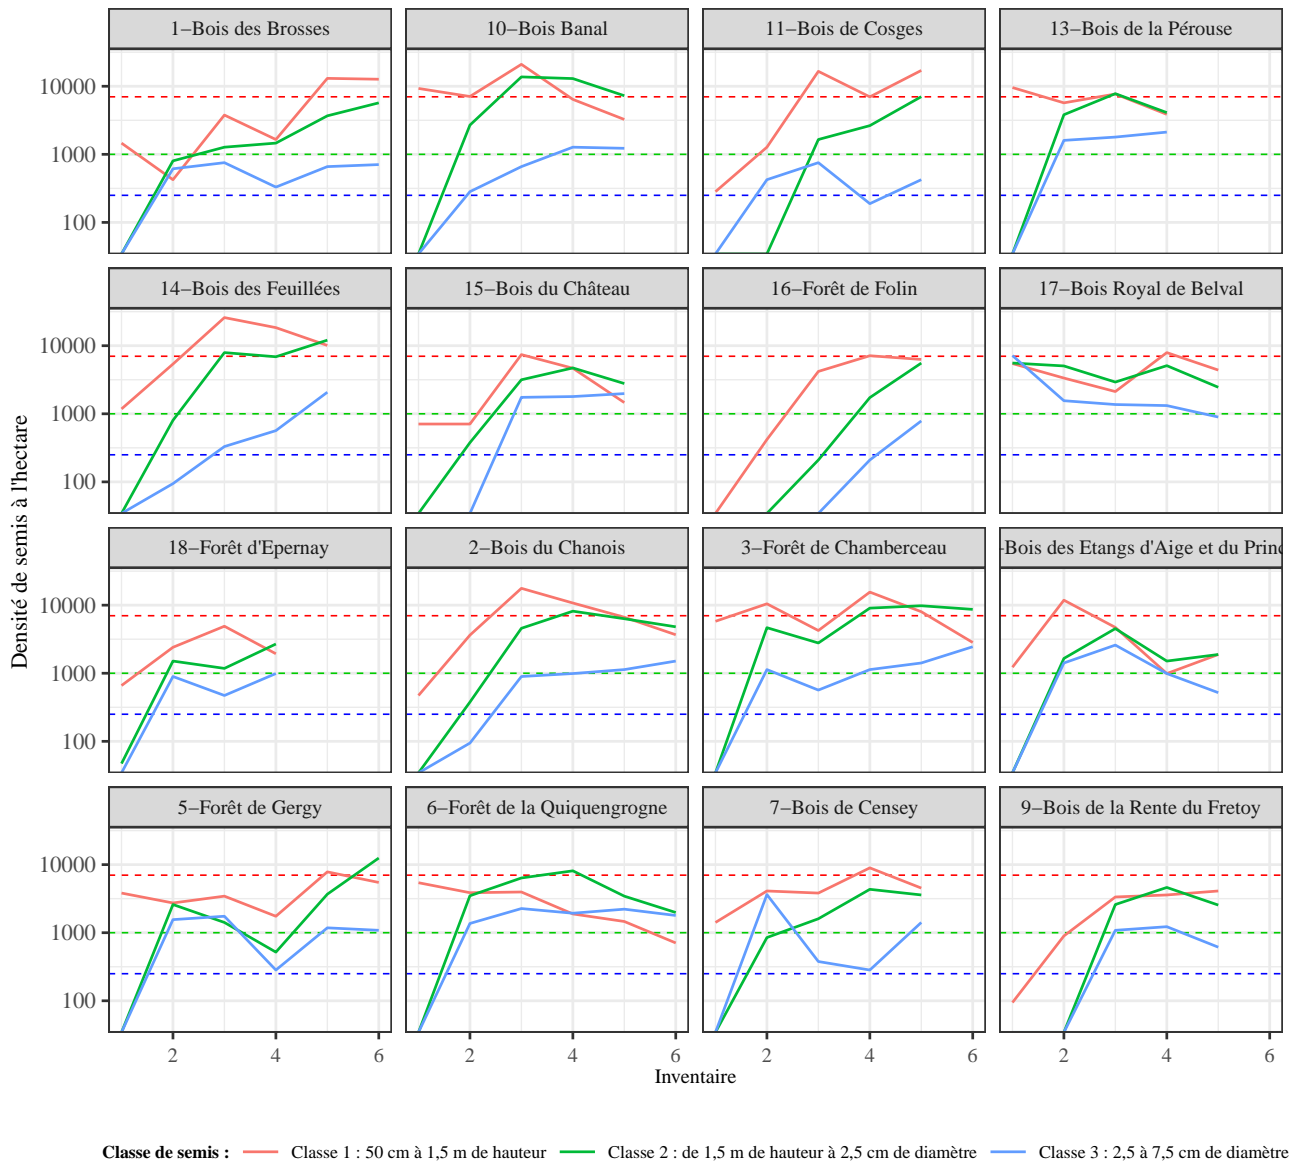 1–Bois des Brosses 10–Bois Banal 11–Bois de Cosges 13–Bois de la Pérouse
10000
1000
100
14–Bois des Feuillées 15–Bois du Château 16–Forêt de Folin 17–Bois Royal de Belval
10000
1000
100
18–Forêt d'Epernay 2–Bois du Chanois 3–Forêt de Chamberceau –Bois des Etangs d'Aige et du Princ
10000
1000
100
5–Forêt de Gergy 6–Forêt de la Quiquengrogne 7–Bois de Censey 9–Bois de la Rente du Fretoy
10000
1000
100
2 4 6 2 4 6 2 4 6 2 4 6
Densité de semis à l'hectare
Inventaire
Classe de semis : Classe 1 : 50 cm à 1,5 m de hauteur Classe 2 : de 1,5 m de hauteur à 2,5 cm de diamètre Classe 3 : 2,5 à 7,5 cm de diamètre